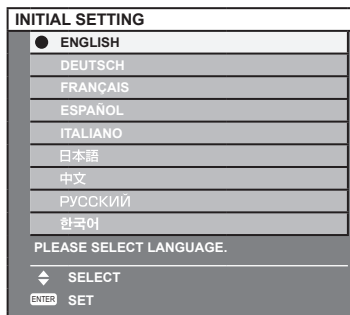 INITIAL SETTING
ENGLISH
DEUTSCH
FRANÇAIS
ESPAÑOL
ITALIANO
日本語
中文
РУССКИЙ
한국어
PLEASE SELECT LANGUAGE.
SELECT
ENTER SET